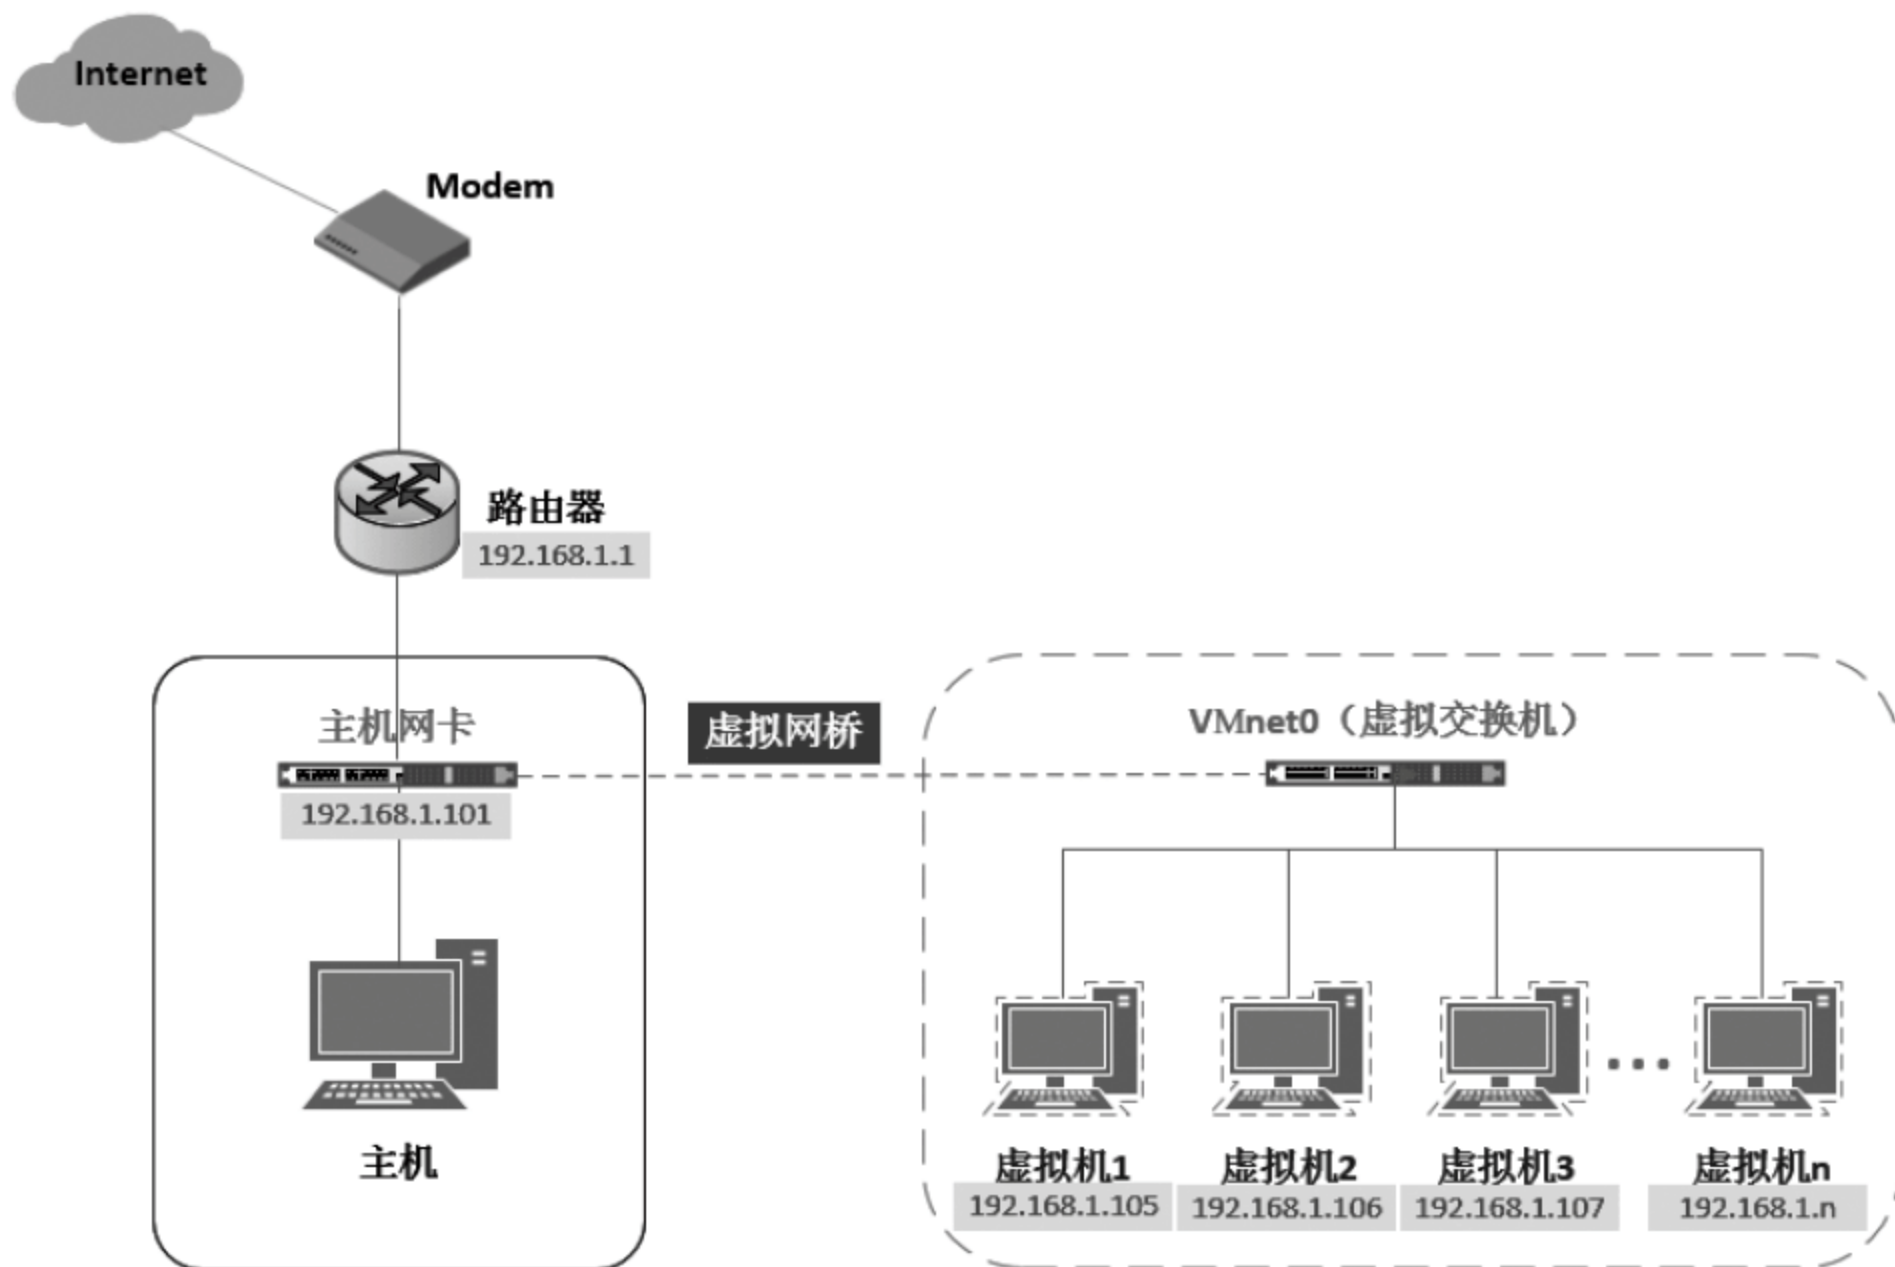 Internet
Modem
路由器
192.168.1.1
主机网卡
192.168.1.101
虚拟网桥
VMnet0（虚拟交换机）
主机
虚拟机1
192.168.1.105
虚拟机2
192.168.1.106
虚拟机3
192.168.1.107
...
虚拟机n
192.168.1.n